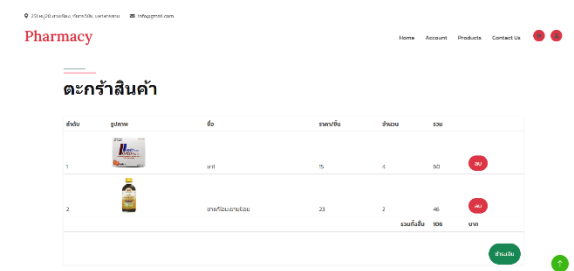 Pharmacy
Home Account Products Contact Us
ตะกร้าสินค้า
ลำดับ รูปภาพ ชื่อ ราคา/ชิ้น จำนวน รวม
1 15 4 60 ลบ
2 23 2 46 ลบ
รวมทั้งสิ้น 106 บาท
ชำระเงิน